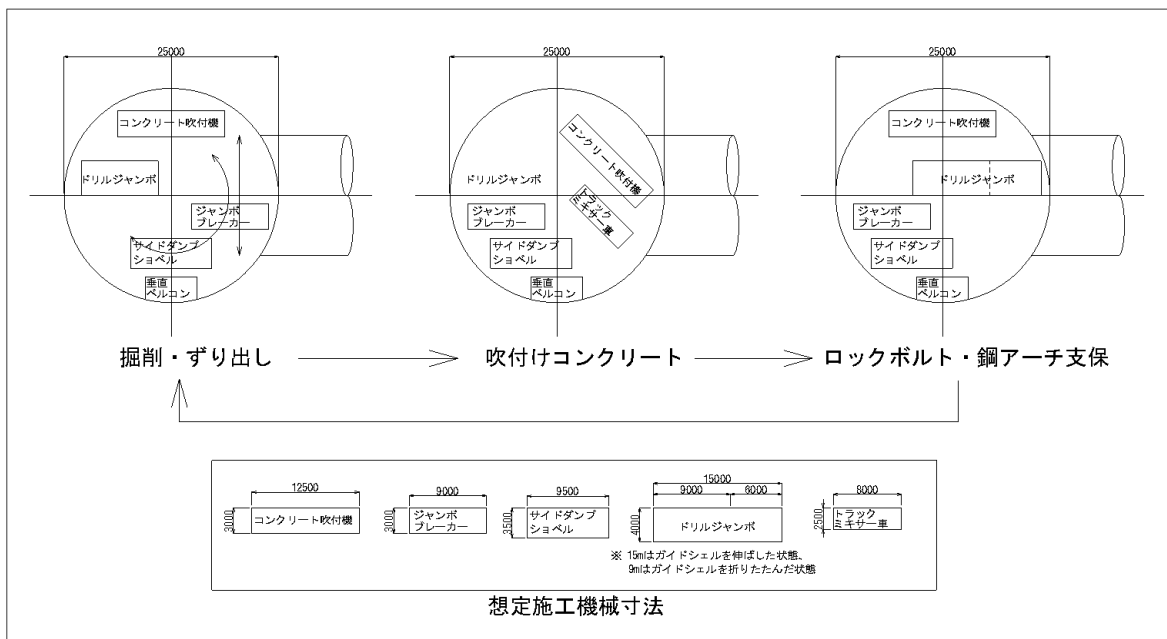 25000
コンクリート吹付機
ドリルジャンボ
ジャンボ
ブレーカー
サイドダンプ
ショベル
垂直
ベルコン
25000
コンクリート吹付機
ドリルジャンボ
トラック
ミキサー車
ジャンボ
ブレーカー
サイドダンプ
ショベル
垂直
ベルコン
25000
コンクリート吹付機
ドリルジャンボ
ジャンボ
ブレーカー
サイドダンプ
ショベル
垂直
ベルコン
掘削・ずり出し
吹付けコンクリート
ロックボルト・鋼アーチ支保
12500
3000
コンクリート吹付機
9000
3000
ジャンボ
ブレーカー
9500
3500
サイドダンプ
ショベル
15000
9000
6000
4000
ドリルジャンボ
8000
2500
トラック
ミキサー車
※ 15mはガイドシェルを伸ばした状態、
9mはガイドシェルを折りたたんだ状態
想定施工機械寸法